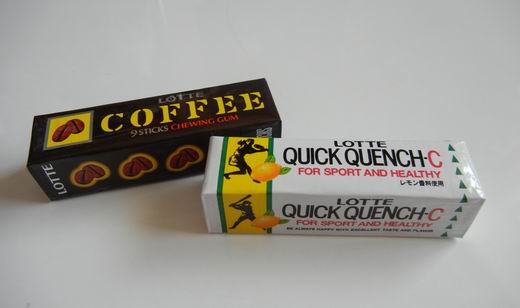 LOTTE
COFFEE
9 STICKS CHEWING GUM
LOTTE
LOTTE
QUICK QUENCH-C
FOR SPORT AND HEALTHY
レモン香料使用
LOTTE
QUICK QUENCH-C
FOR SPORT AND HEALTHY
BE ALWAYS HAPPY WITH EXCELLENT TASTE AND FLAVOR